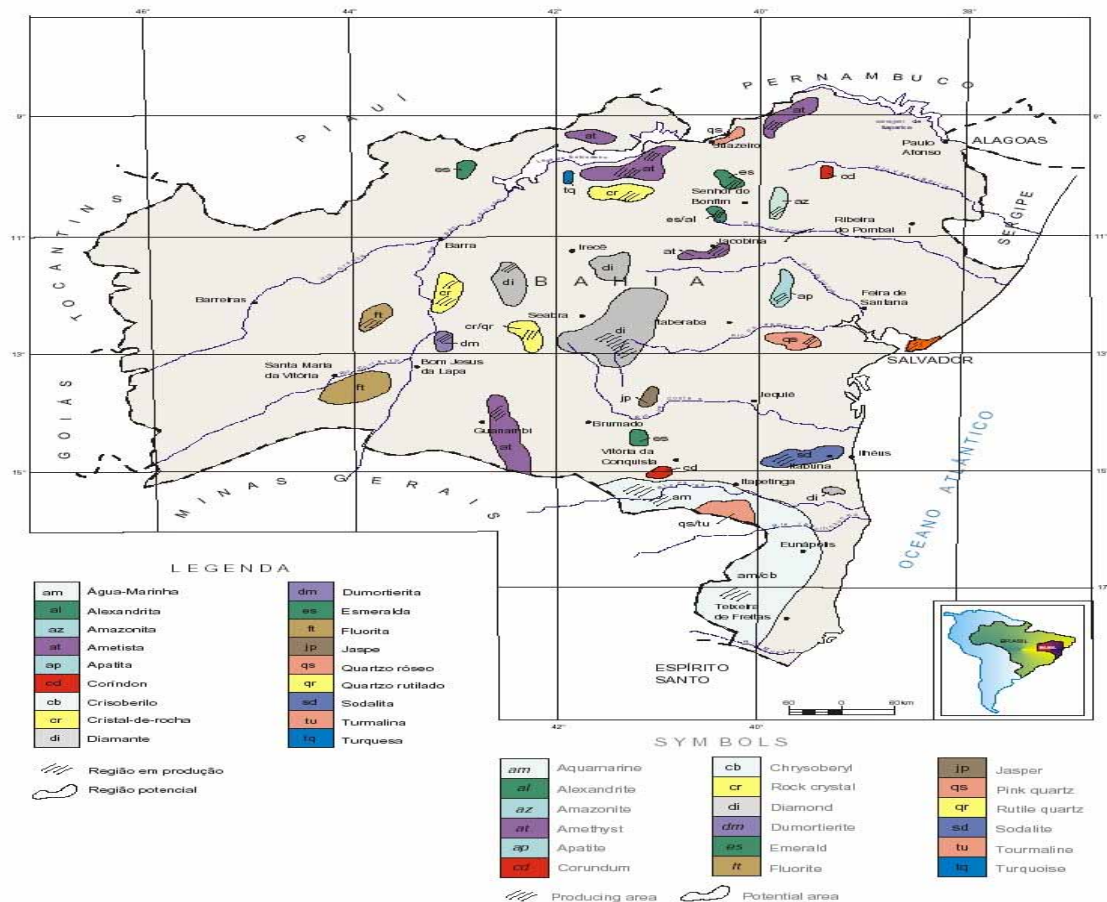 46
44
42
40
38
PERNAMBUCO
PIAUI
9°
at
at
qs
Juazeiro
Paulo Afonso
ALAGOAS
es
tq
at
cr
es
cd
Senhor do Bonfim
az
es/al
Ribeira do Pombal
SERGIPE
TOCANTINS
11°
Barra
Irecê
Jacobina
at
di
di
BAHIA
cr
ap
Feira de Santana
Barreiras
ft
Seabra
cr/qr
dm
di
Itaberaba
qs
13°
SALVADOR
Santa Maria da Vitória
Bom Jesus da Lapa
ft
jp
Jequié
GOIÁS
Guanambi
at
Brumado
es
Vitória da Conquista
cd
sd
Itabuna
Ilhéus
15°
MINAS GERAIS
Itapetinga
am
di
qs/tu
Eunápolis
am/cb
17°
Teixeira de Freitas
OCEANO ATLÂNTICO
ESPÍRITO SANTO
42
40
60
0
60km
BRASIL
LEGENDA
am Água-Marinha
al Alexandrita
az Amazonita
at Ametista
ap Apatita
cd Coríndon
cb Crisoberilo
cr Cristal-de-rocha
di Diamante
dm Dumortierita
es Esmeralda
ft Fluorita
jp Jaspe
qs Quartzo róseo
qr Quartzo rutilado
sd Sodalita
tu Turmalina
tq Turquesa
Região em produção
Região potencial
SYMBOLS
am Aquamarine
al Alexandrite
az Amazonite
at Amethyst
ap Apatite
cd Corundum
cb Chrysoberyl
cr Rock crystal
di Diamond
dm Dumortierite
es Emerald
ft Fluorite
jp Jasper
qs Pink quartz
qr Rutile quartz
sd Sodalite
tu Tourmaline
tq Turquoise
Producing area
Potential area